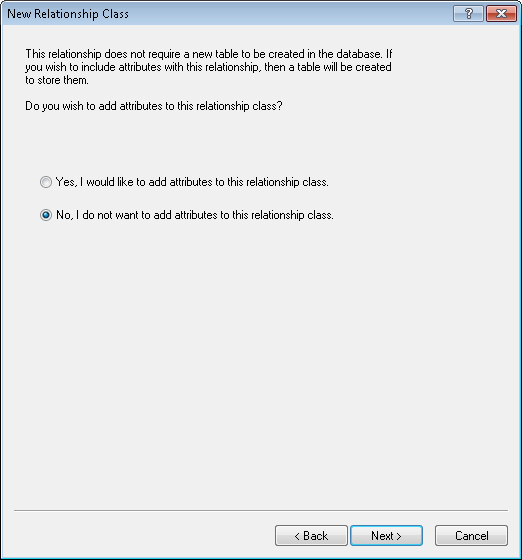 New Relationship Class
?
This relationship does not require a new table to be created in the database. If
you wish to include attributes with this relationship, then a table will be created
to store them.
Do you wish to add attributes to this relationship class?
Yes, I would like to add attributes to this relationship class.
No, I do not want to add attributes to this relationship class.
< Back Next > Cancel